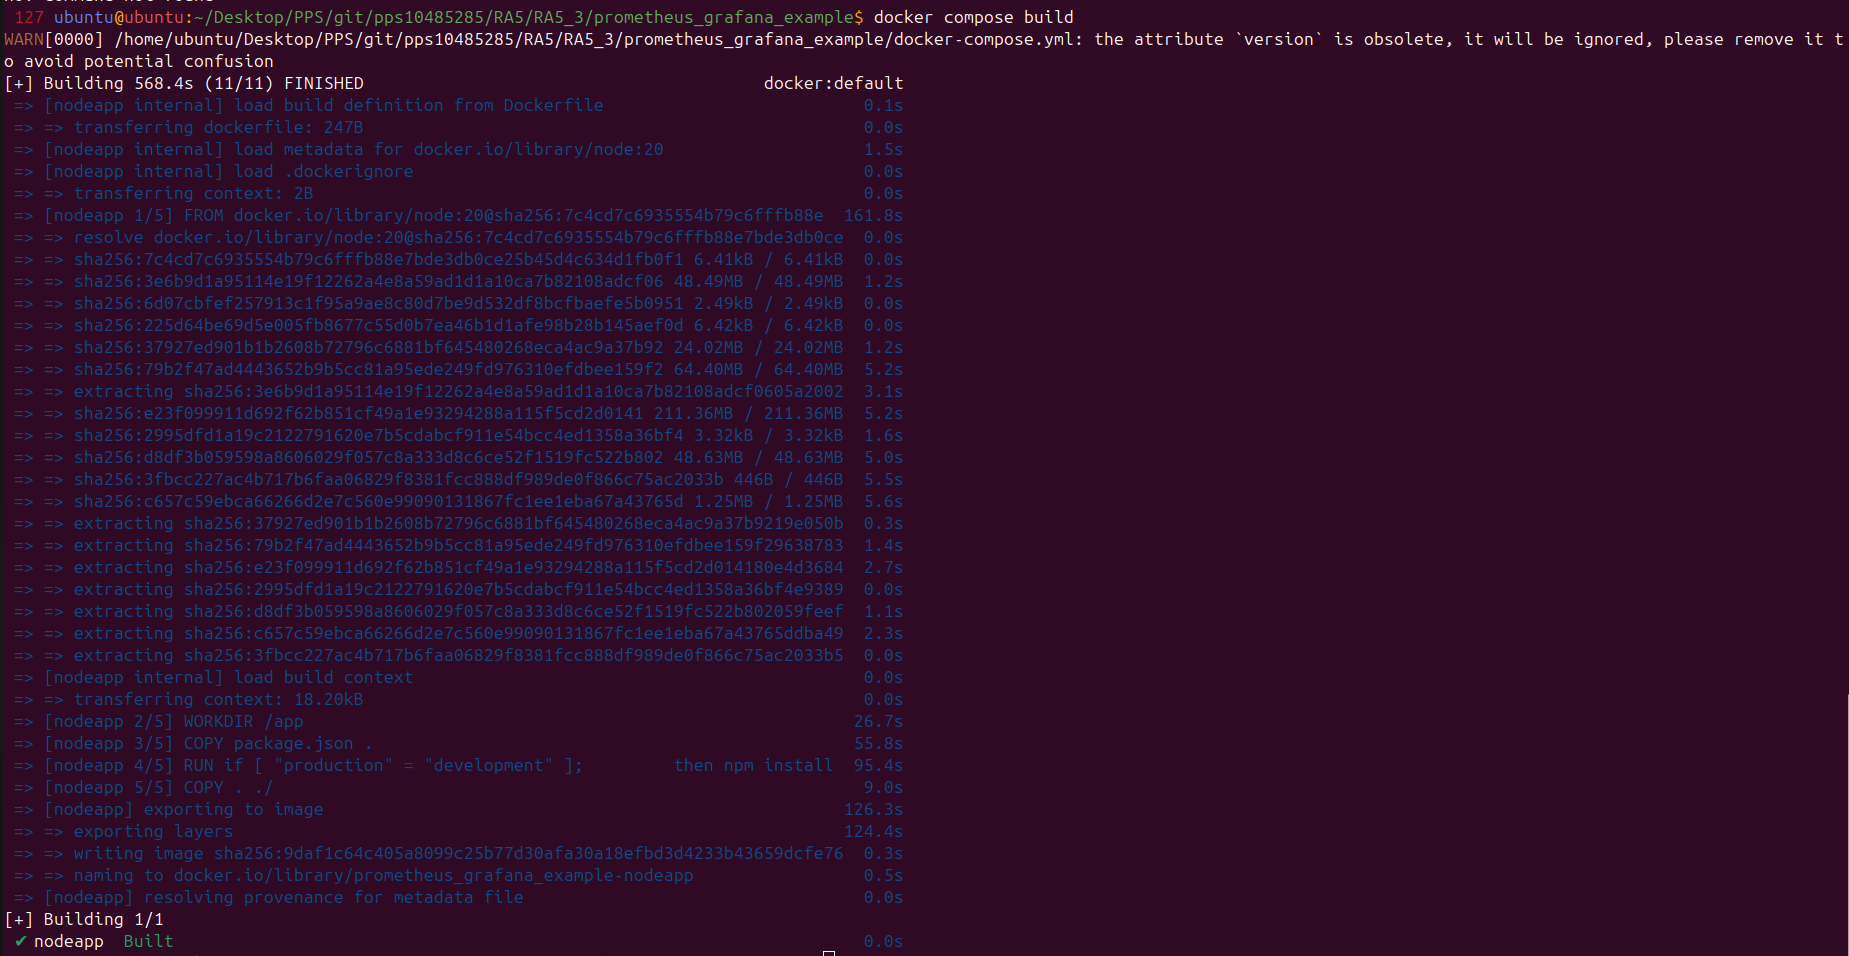 127 ubuntu@ubuntu:~/Desktop/PPS/git/pps10485285/RA5/RA5_3/prometheus_grafana_example$ docker compose build
WARN[0000] /home/ubuntu/Desktop/PPS/git/pps10485285/RA5/RA5_3/prometheus_grafana_example/docker-compose.yml: the attribute `version` is obsolete, it will be ignored, please remove it t
o avoid potential confusion
[+] Building 568.4s (11/11) FINISHED docker:default
=> [nodeapp internal] load build definition from Dockerfile 0.1s
=> => transferring dockerfile: 247B 0.0s
=> [nodeapp internal] load metadata for docker.io/library/node:20 1.5s
=> [nodeapp internal] load .dockerignore 0.0s
=> => transferring context: 2B 0.0s
=> [nodeapp 1/5] FROM docker.io/library/node:20@sha256:7c4cd7c6935554b79c6fffb88e 161.8s
=> => resolve docker.io/library/node:20@sha256:7c4cd7c6935554b79c6fffb88e7bde3db0ce 0.0s
=> => sha256:7c4cd7c6935554b79c6fffb88e7bde3db0ce25b45d4c634d1fb0f1 6.41kB / 6.41kB 0.0s
=> => sha256:3e6b9d1a95114e19f12262a4e8a59ad1d1a10ca7b82108adcf06 48.49MB / 48.49MB 1.2s
=> => sha256:6d07cbfef257913c1f95a9ae8c80d7be9d532df8bcfbaefe5b0951 2.49kB / 2.49kB 0.0s
=> => sha256:225d64be69d5e005fb8677c55d0b7ea46b1d1afe98b28b145aef0d 6.42kB / 6.42kB 0.0s
=> => sha256:37927ed901b1b2608b72796c6881bf645480268eca4ac9a37b92 24.02MB / 24.02MB 1.2s
=> => sha256:79b2f47ad4443652b9b5cc81a95ede249fd976310efdbee159f2 64.40MB / 64.40MB 5.2s
=> => extracting sha256:3e6b9d1a95114e19f12262a4e8a59ad1d1a10ca7b82108adcf0605a2002 3.1s
=> => sha256:e23f099911d692f62b851cf49a1e93294288a115f5cd2d0141 211.36MB / 211.36MB 5.2s
=> => sha256:2995dfd1a19c2122791620e7b5cdabcf911e54bcc4ed1358a36bf4 3.32kB / 3.32kB 1.6s
=> => sha256:d8df3b059598a8606029f057c8a333d8c6ce52f1519fc522b802 48.63MB / 48.63MB 5.0s
=> => sha256:3fbcc227ac4b717b6faa06829f8381fcc888df989de0f866c75ac2033b 446B / 446B 5.5s
=> => sha256:c657c59ebca66266d2e7c560e99090131867fc1ee1eba67a43765d 1.25MB / 1.25MB 5.6s
=> => extracting sha256:37927ed901b1b2608b72796c6881bf645480268eca4ac9a37b9219e050b 0.3s
=> => extracting sha256:79b2f47ad4443652b9b5cc81a95ede249fd976310efdbee159f29638783 1.4s
=> => extracting sha256:e23f099911d692f62b851cf49a1e93294288a115f5cd2d014180e4d3684 2.7s
=> => extracting sha256:2995dfd1a19c2122791620e7b5cdabcf911e54bcc4ed1358a36bf4e9389 0.0s
=> => extracting sha256:d8df3b059598a8606029f057c8a333d8c6ce52f1519fc522b802059feef 1.1s
=> => extracting sha256:c657c59ebca66266d2e7c560e99090131867fc1ee1eba67a43765ddba49 2.3s
=> => extracting sha256:3fbcc227ac4b717b6faa06829f8381fcc888df989de0f866c75ac2033b5 0.0s
=> [nodeapp internal] load build context 0.0s
=> => transferring context: 18.20kB 0.0s
=> [nodeapp 2/5] WORKDIR /app 26.7s
=> [nodeapp 3/5] COPY package.json . 55.8s
=> [nodeapp 4/5] RUN if [ "production" = "development" ]; then npm install 95.4s
=> [nodeapp 5/5] COPY . ./ 9.0s
=> [nodeapp] exporting to image 126.3s
=> => exporting layers 124.4s
=> => writing image sha256:9daf1c64c405a8099c25b77d30afa30a18efbd3d4233b43659dcfe76 0.3s
=> => naming to docker.io/library/prometheus_grafana_example-nodeapp 0.5s
=> [nodeapp] resolving provenance for metadata file 0.0s
[+] Building 1/1
✔ nodeapp Built 0.0s